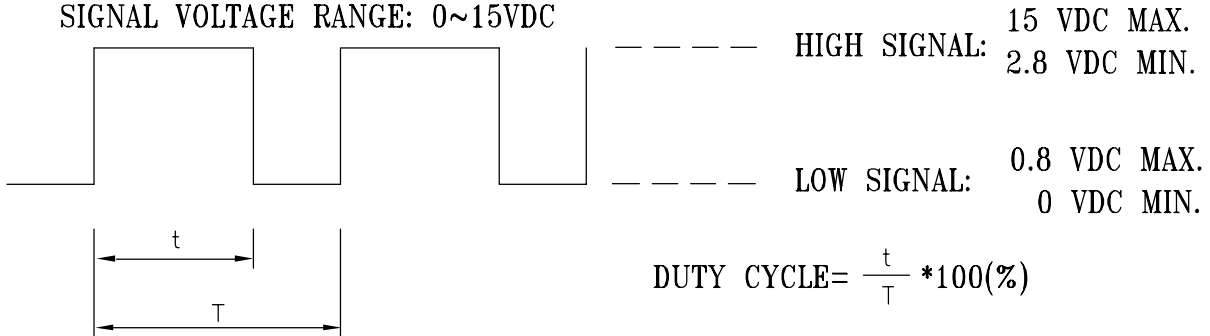 SIGNAL VOLTAGE RANGE: 0~15VDC
HIGH SIGNAL: 15 VDC MAX.
2.8 VDC MIN.
LOW SIGNAL: 0.8 VDC MAX.
0 VDC MIN.
t
T
DUTY CYCLE= t/T *100(%)